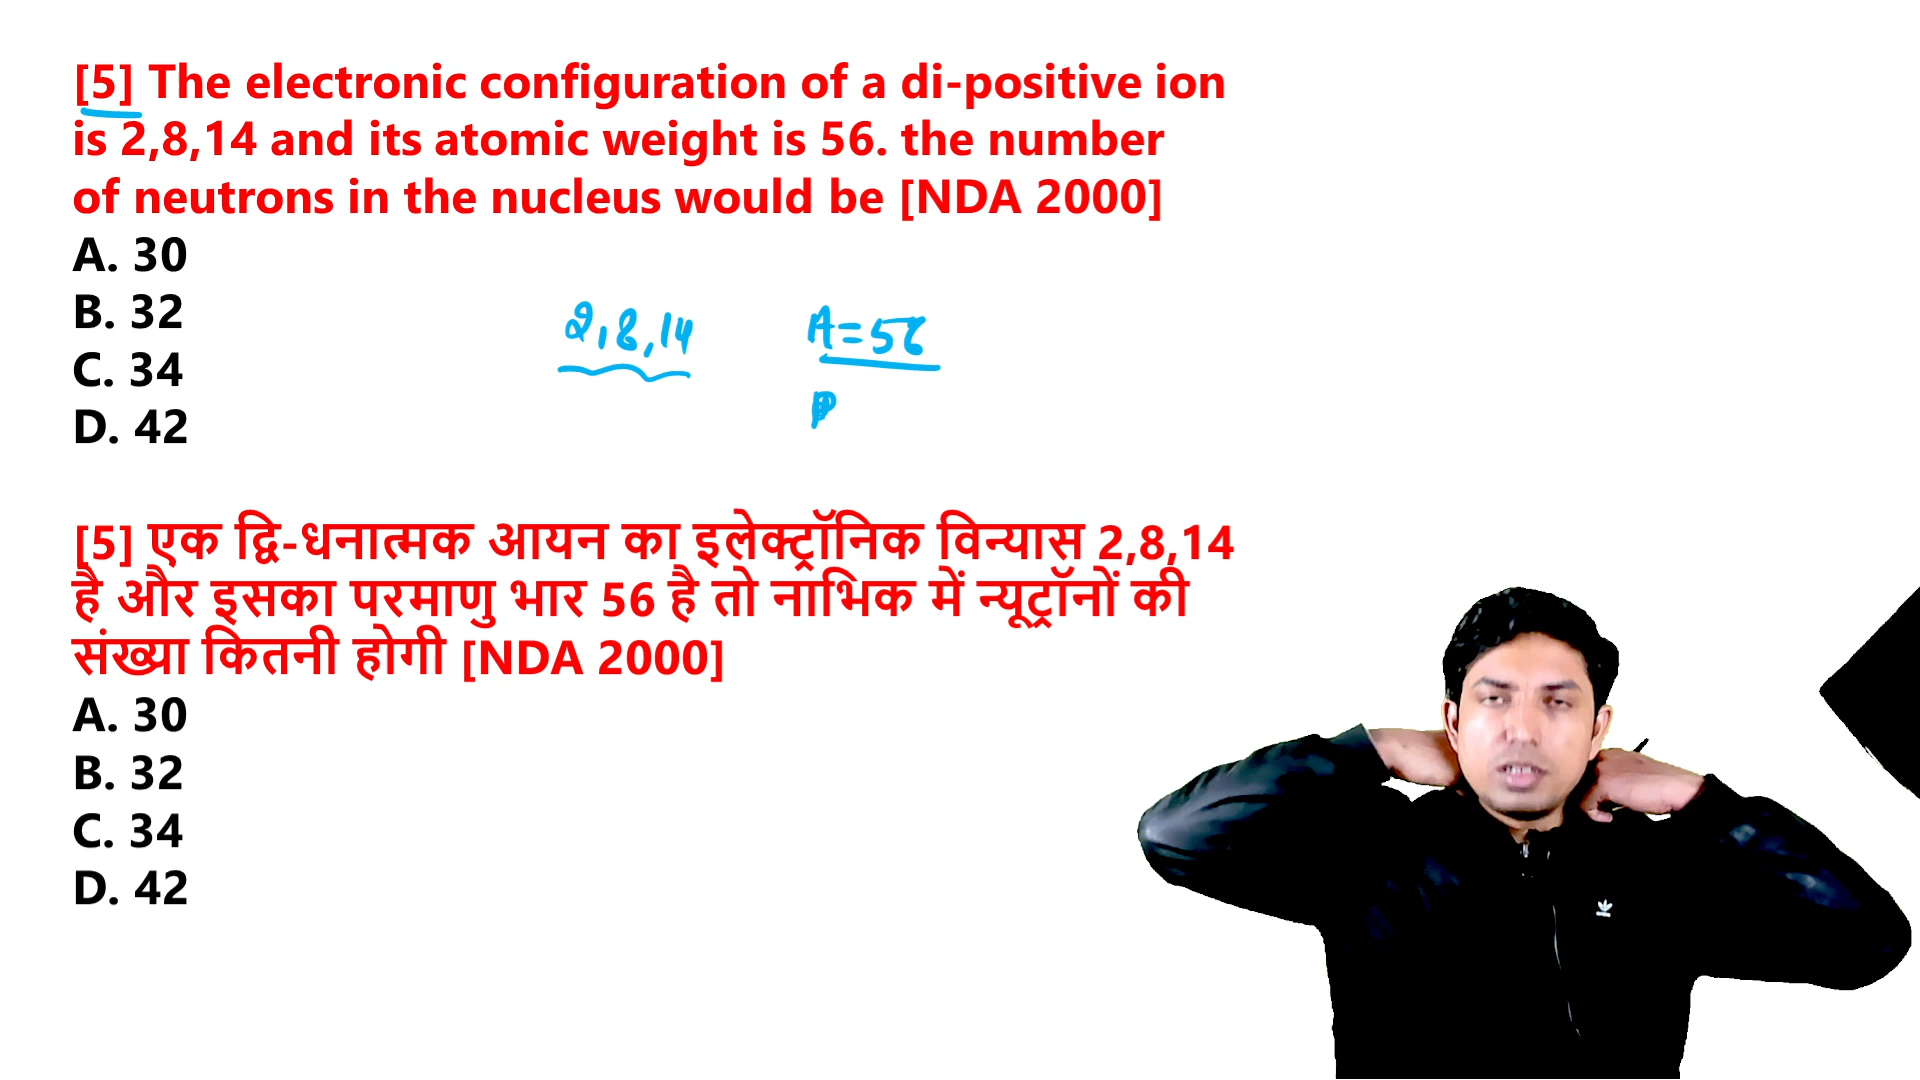 [5] The electronic configuration of a di-positive ion
is 2,8,14 and its atomic weight is 56. the number
of neutrons in the nucleus would be [NDA 2000]
A. 30
B. 32
C. 34
D. 42
2,8,14
A=56
P
[5] एक द्वि-धनात्मक आयन का इलेक्ट्रॉनिक विन्यास 2,8,14
है और इसका परमाणु भार 56 है तो नाभिक में न्यूट्रॉनों की
संख्या कितनी होगी [NDA 2000]
A. 30
B. 32
C. 34
D. 42